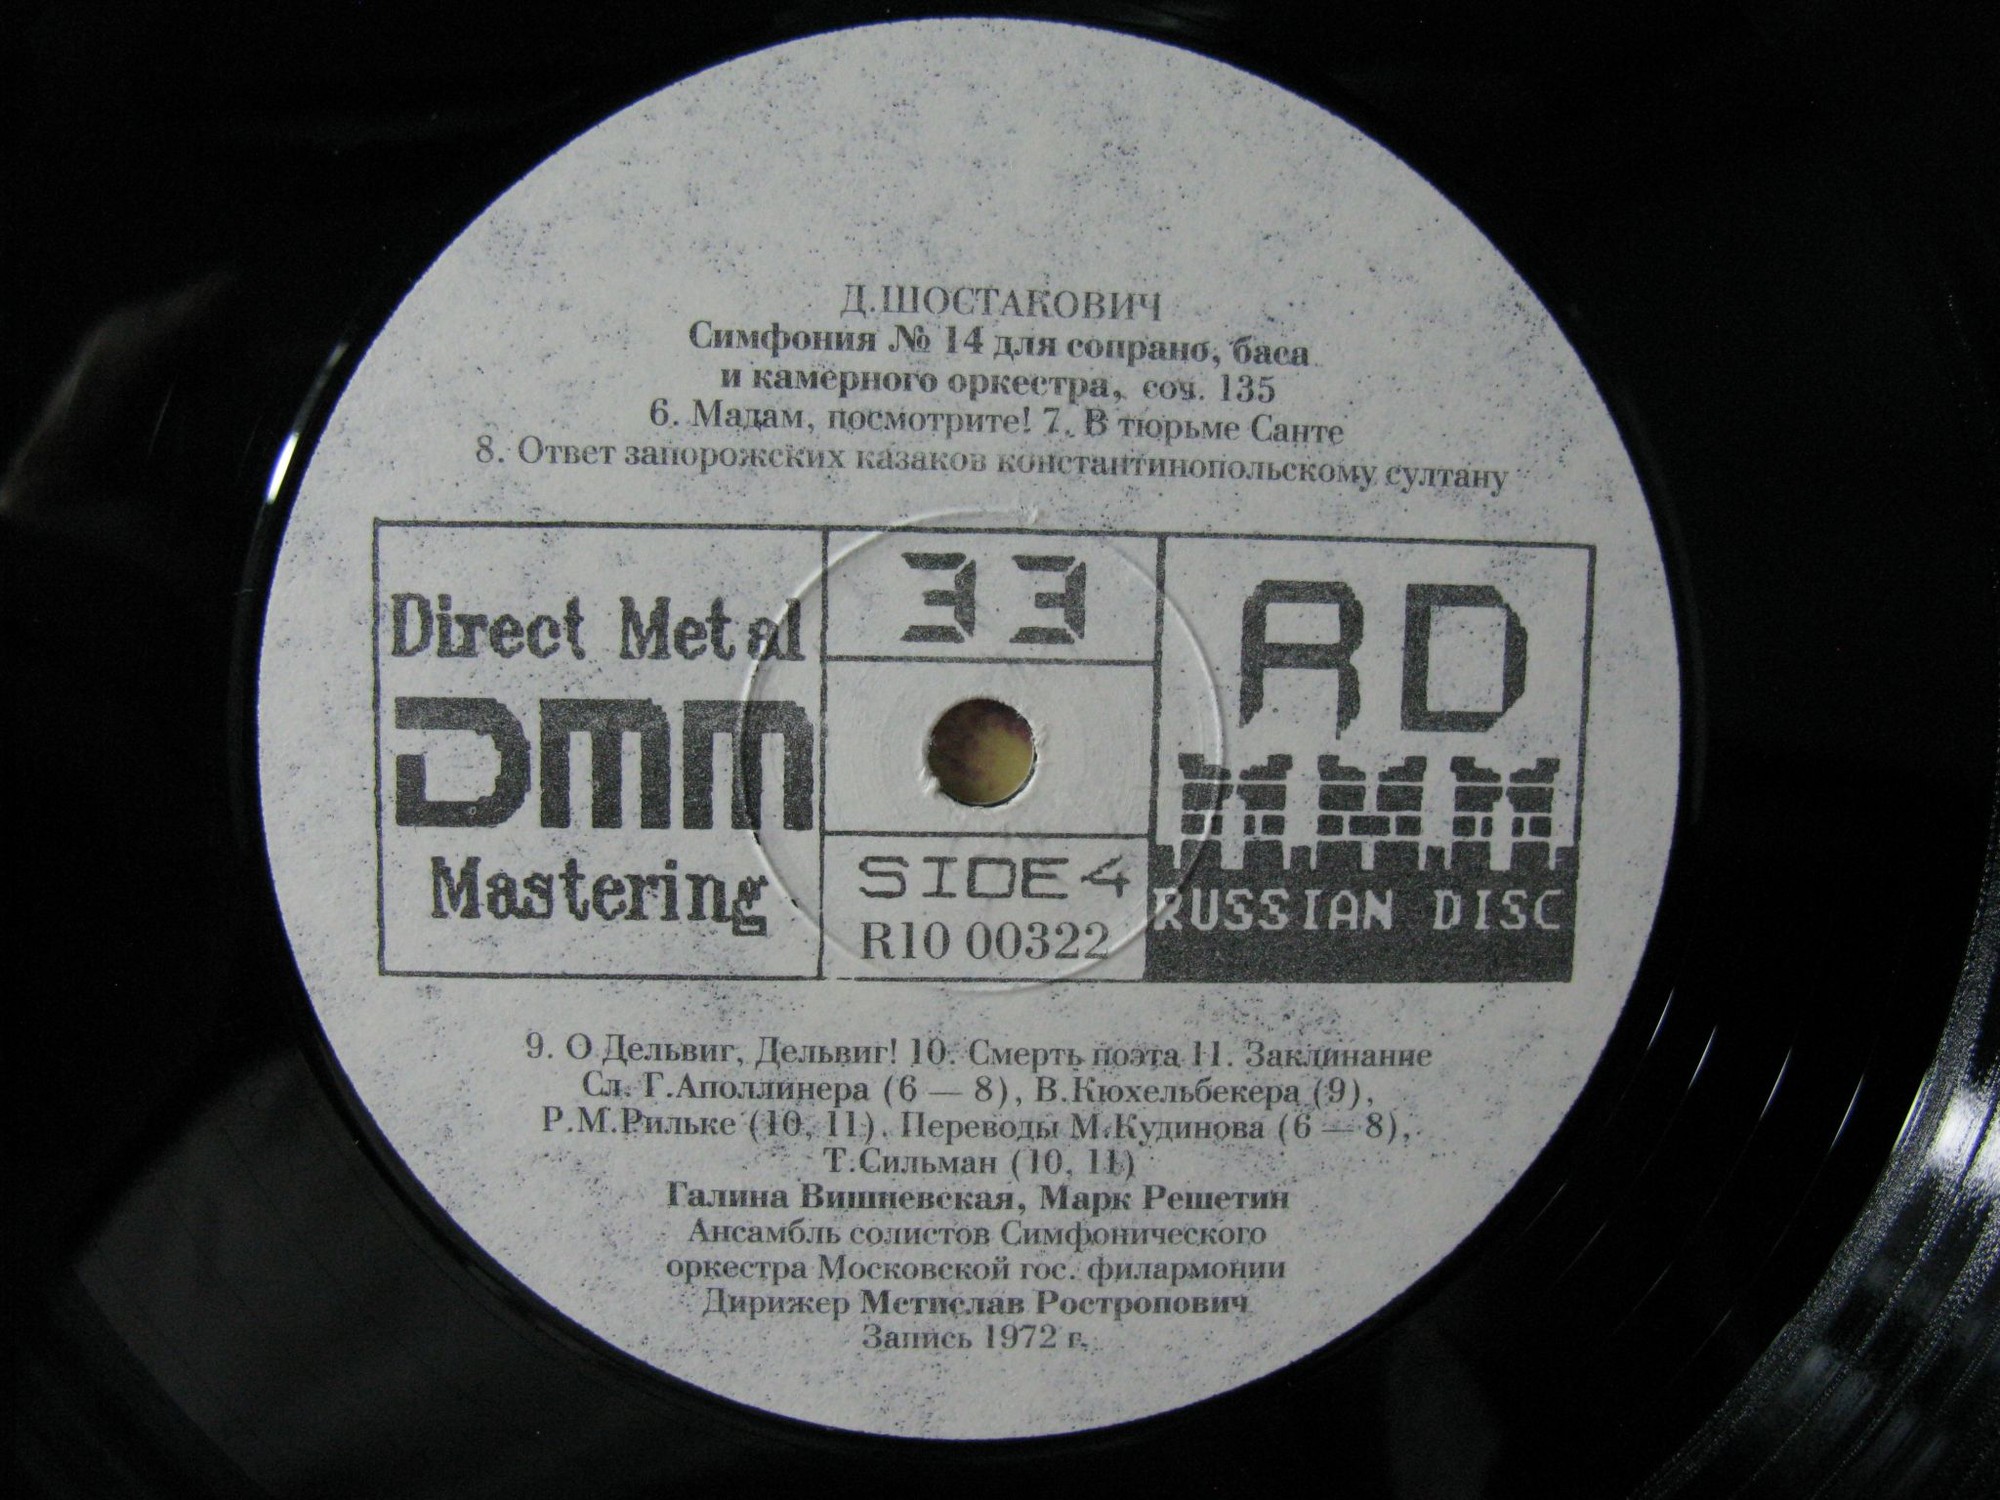 Д.ШОСТАКОВИЧ
Симфония № 14 для сопрано, баса
и камерного оркестра, соч. 135
6. Мадам, посмотрите! 7. В тюрьме Санте
8. Ответ запорожских казаков константинопольскому султану
Direct Metal
DMM
Mastering
33
SIDE 4
R10 00322
RD
RUSSIAN DISC
9. О Дельвиг, Дельвиг! 10. Смерть поэта 11. Заклинание
Сл. Г.Аполлинера (6 — 8), В.Кюхельбекера (9),
Р.М.Рильке (10, 11). Переводы М.Кудинова (6 — 8),
Т.Сильман (10, 11)
Галина Вишневская, Марк Решетин
Ансамбль солистов Симфонического
оркестра Московской гос. филармонии
Дирижер Мстислав Ростропович
Запись 1972 г.